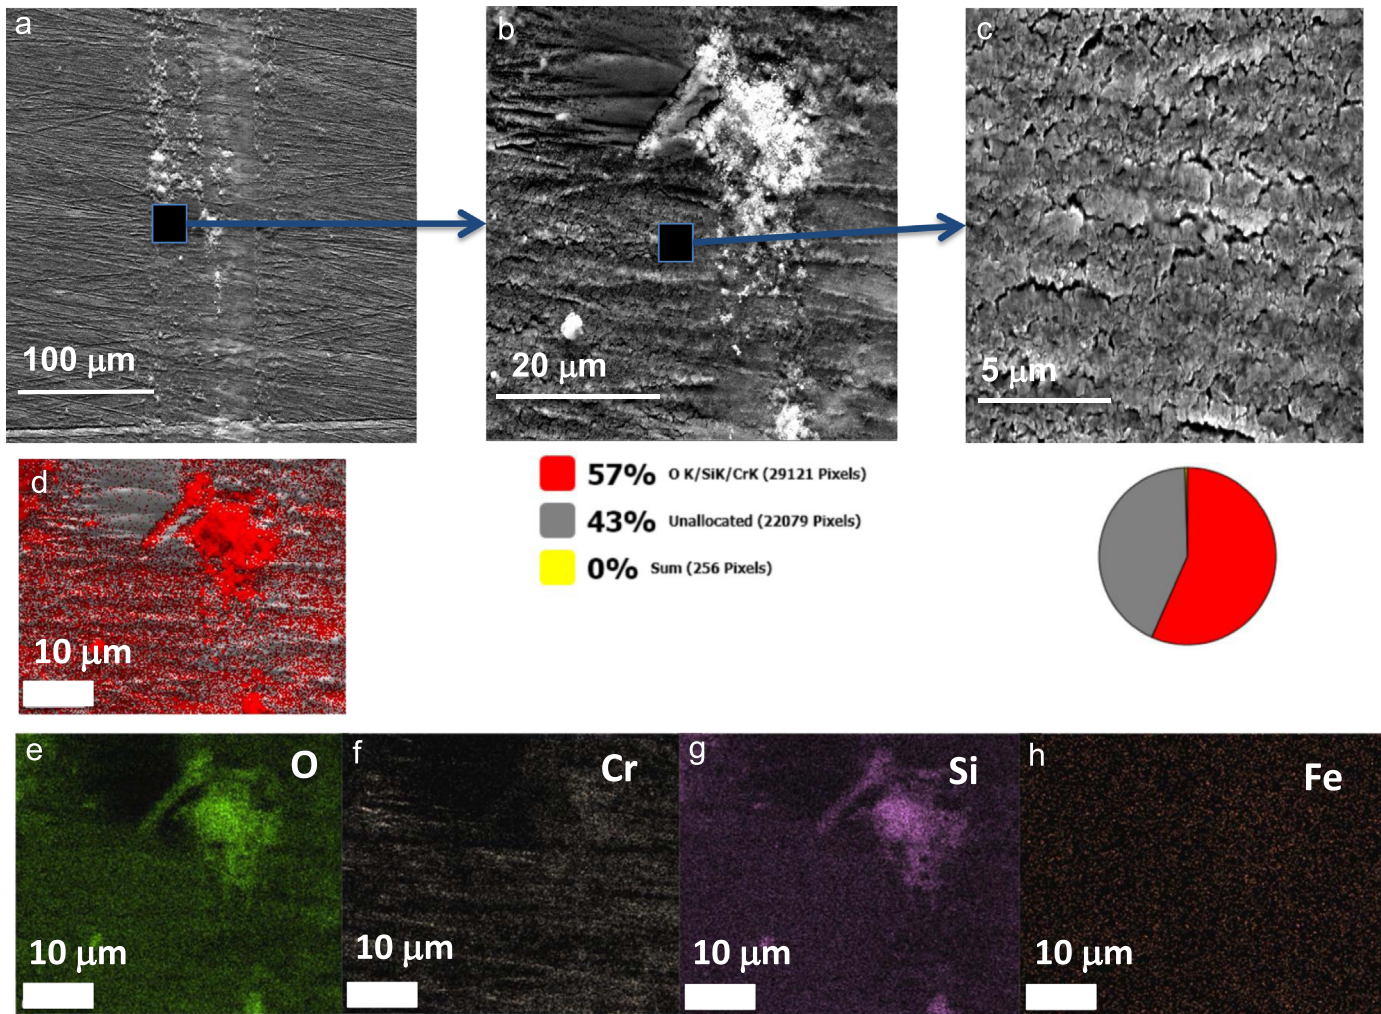 a
b
c
100 μm
20 μm
5 μm
d
10 μm
57% O K/SiK/CrK (29121 Pixels)
43% Unallocated (22079 Pixels)
0% Sum (256 Pixels)
e O
f Cr
g Si
h Fe
10 μm
10 μm
10 μm
10 μm